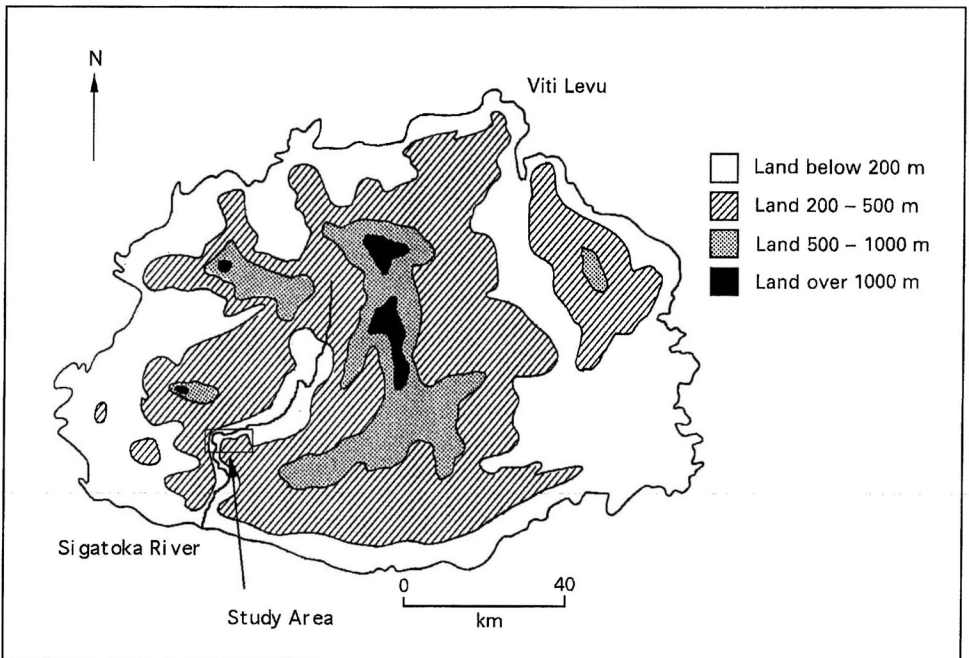 N
Viti Levu
Land below 200 m
Land 200 – 500 m
Land 500 – 1000 m
Land over 1000 m
Sigatoka River
Study Area
0 40
km